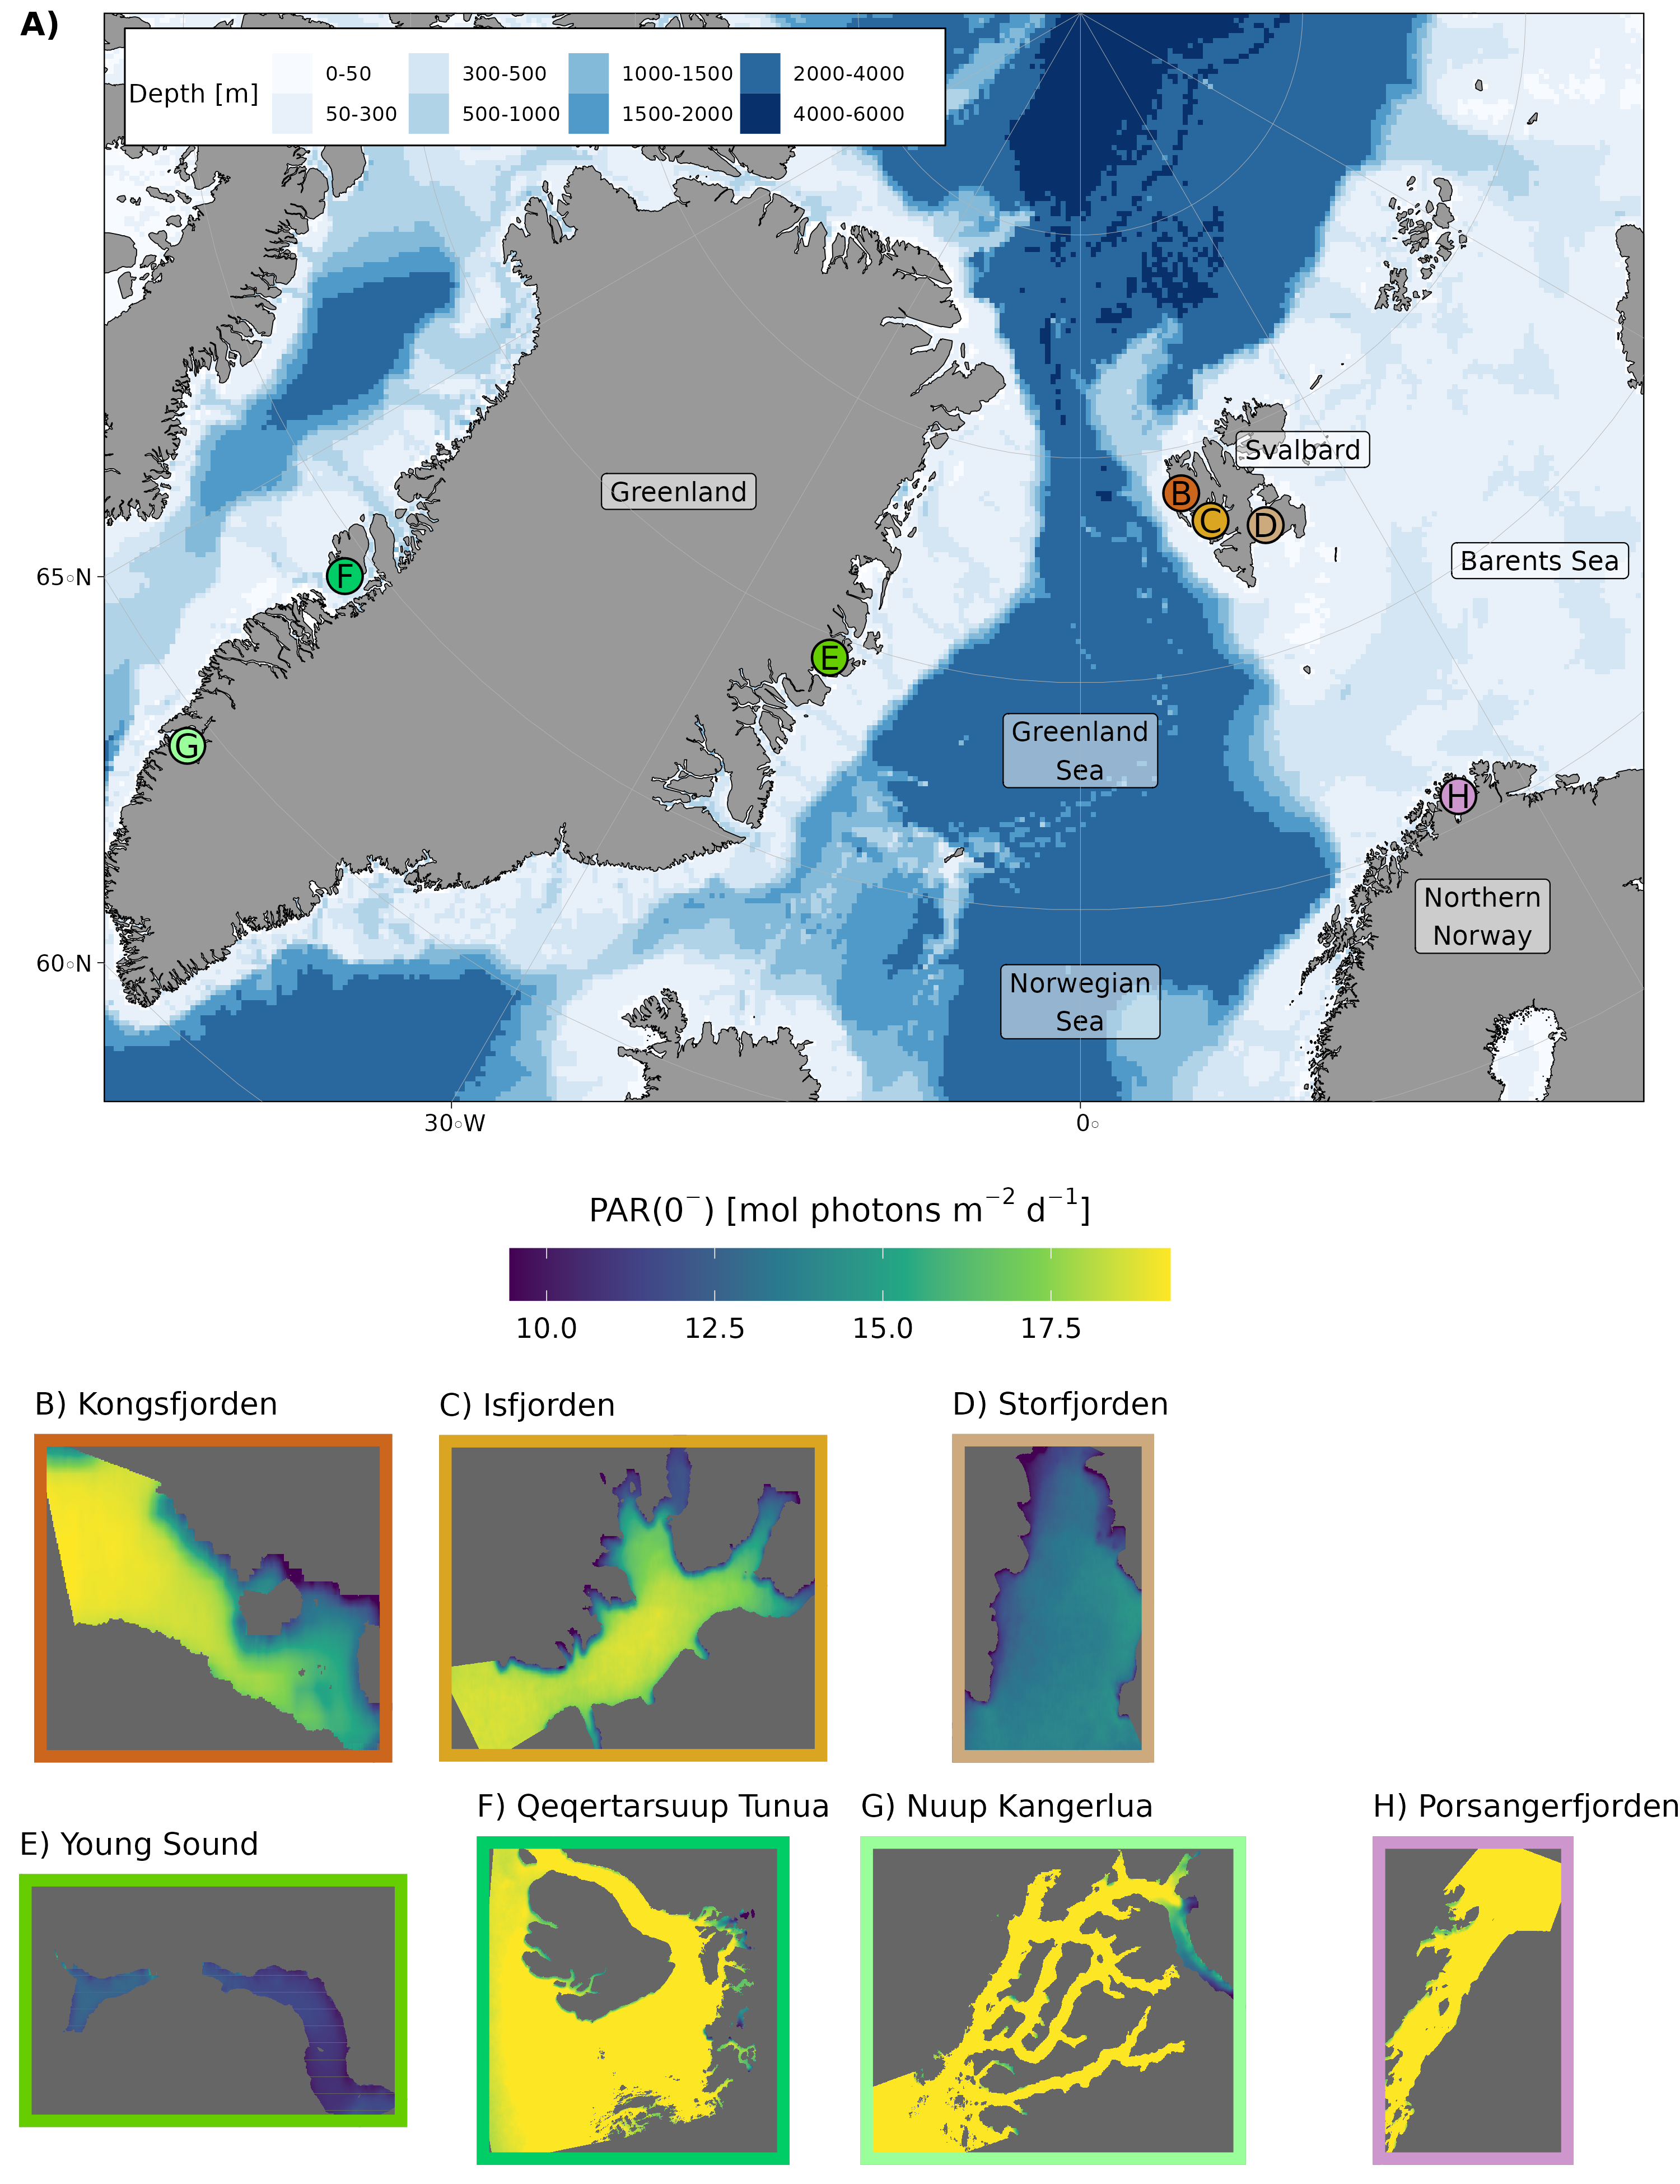 A)
Depth [m]
0-50
300-500
1000-1500
2000-4000
50-300
500-1000
1500-2000
4000-6000
Svalbard
Greenland
B
C
D
Barents Sea
65◦N
F
E
Greenland
Sea
G
H
Northern
Norway
60◦N
Norwegian
Sea
30◦W
0◦
PAR(0⁻) [mol photons m⁻² d⁻¹]
10.0
12.5
15.0
17.5
B) Kongsfjorden
C) Isfjorden
D) Storfjorden
E) Young Sound
F) Qeqertarsuup Tunua
G) Nuup Kangerlua
H) Porsangerfjorden